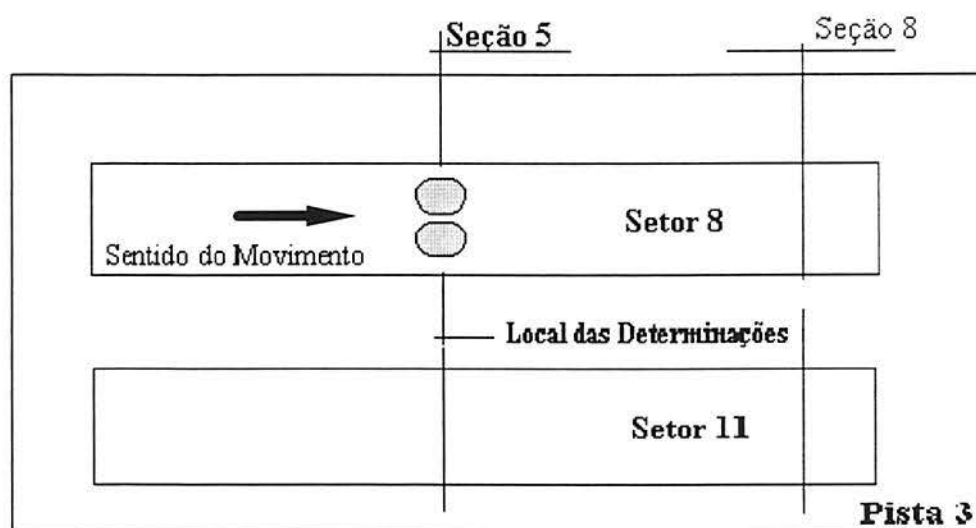 Seção 5
Seção 8
Setor 8
Sentido do Movimento
Local das Determinações
Setor 11
Pista 3